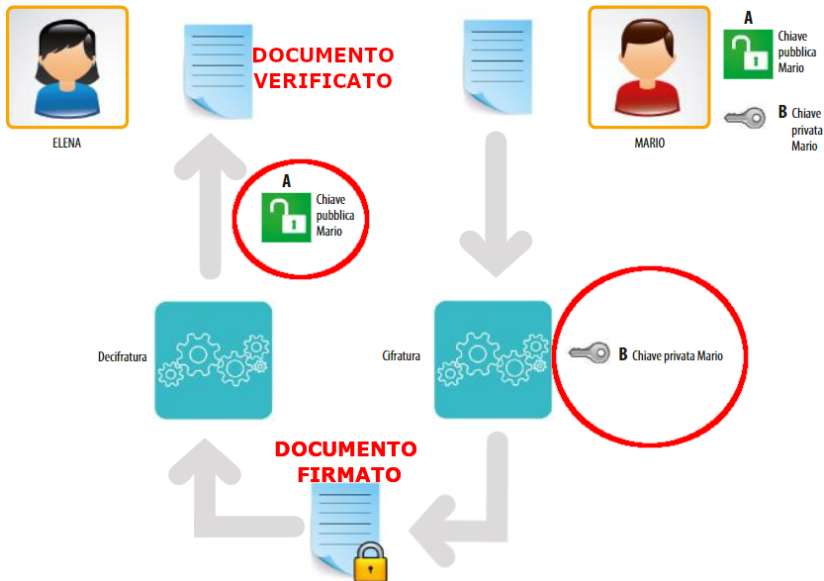 DOCUMENTO
VERIFICATO
ELENA
MARIO
A
Chiave
pubblica
Mario
B Chiave
privata
Mario
A
Chiave
pubblica
Mario
Decifratura
Cifratura
B Chiave privata Mario
DOCUMENTO
FIRMATO